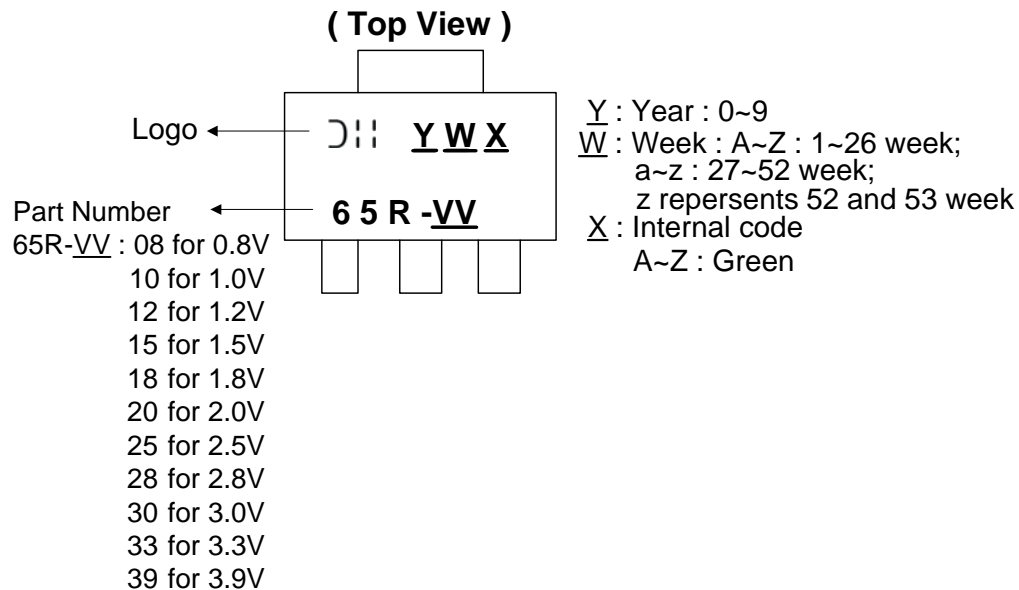 ( Top View )
Logo
Y W X
Y : Year : 0~9
W : Week : A~Z : 1~26 week;
a~z : 27~52 week;
z repersents 52 and 53 week
X : Internal code
A~Z : Green
6 5 R -VV
Part Number
65R-VV : 08 for 0.8V
10 for 1.0V
12 for 1.2V
15 for 1.5V
18 for 1.8V
20 for 2.0V
25 for 2.5V
28 for 2.8V
30 for 3.0V
33 for 3.3V
39 for 3.9V